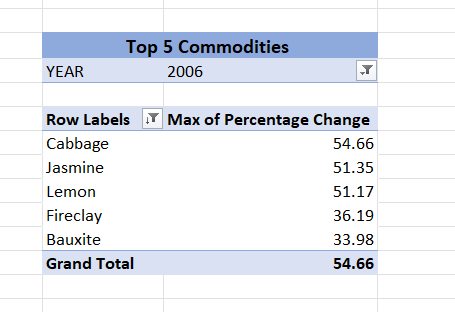 Top 5 Commodities
YEAR 2006
Row Labels Max of Percentage Change
Cabbage 54.66
Jasmine 51.35
Lemon 51.17
Fireclay 36.19
Bauxite 33.98
Grand Total 54.66